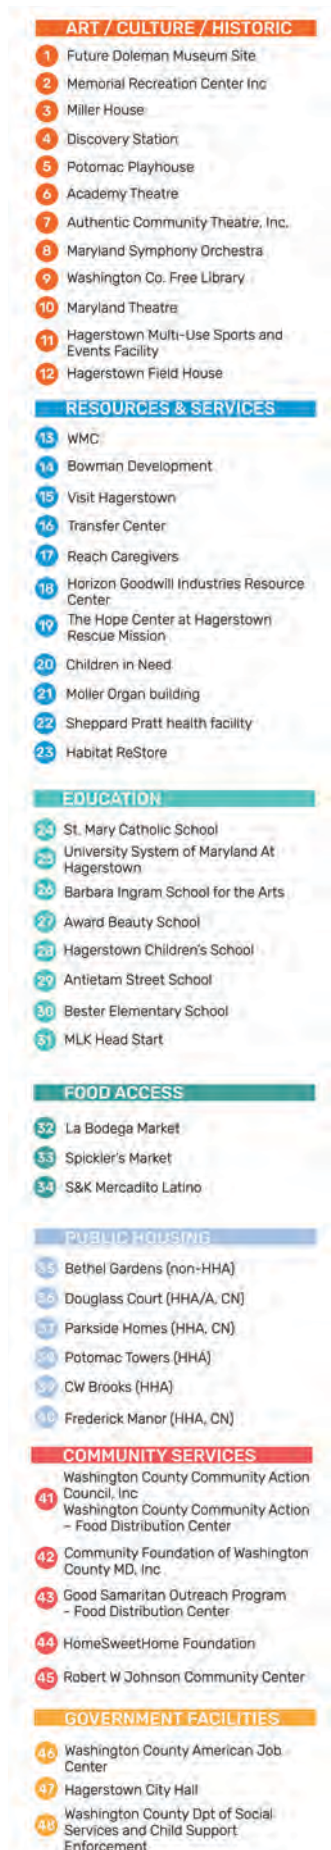 ART / CULTURE / HISTORIC
1 Future Doleman Museum Site
2 Memorial Recreation Center Inc
3 Miller House
4 Discovery Station
5 Potomac Playhouse
6 Academy Theatre
7 Authentic Community Theatre, Inc.
8 Maryland Symphony Orchestra
9 Washington Co. Free Library
10 Maryland Theatre
11 Hagerstown Multi-Use Sports and
Events Facility
12 Hagerstown Field House
RESOURCES & SERVICES
13 WMC
14 Bowman Development
15 Visit Hagerstown
16 Transfer Center
17 Reach Caregivers
18 Horizon Goodwill Industries Resource
Center
19 The Hope Center at Hagerstown
Rescue Mission
20 Children in Need
21 Moller Organ building
22 Sheppard Pratt health facility
23 Habitat ReStore
EDUCATION
24 St. Mary Catholic School
25 University System of Maryland At
Hagerstown
26 Barbara Ingram School for the Arts
27 Award Beauty School
28 Hagerstown Children's School
29 Antietam Street School
30 Bester Elementary School
31 MLK Head Start
FOOD ACCESS
32 La Bodega Market
33 Spickler's Market
34 S&K Mercadito Latino
PUBLIC HOUSING
35 Bethel Gardens (non-HHA)
36 Douglass Court (HHA/A, CN)
37 Parkside Homes (HHA, CN)
38 Potomac Towers (HHA)
39 CW Brooks (HHA)
40 Frederick Manor (HHA, CN)
COMMUNITY SERVICES
Washington County Community Action
41 Council, Inc
Washington County Community Action
– Food Distribution Center
42 Community Foundation of Washington
County MD, Inc
43 Good Samaritan Outreach Program
- Food Distribution Center
44 HomeSweetHome Foundation
45 Robert W Johnson Community Center
GOVERNMENT FACILITIES
46 Washington County American Job
Center
47 Hagerstown City Hall
48 Washington County Dpt of Social
Services and Child Support
Enforcement